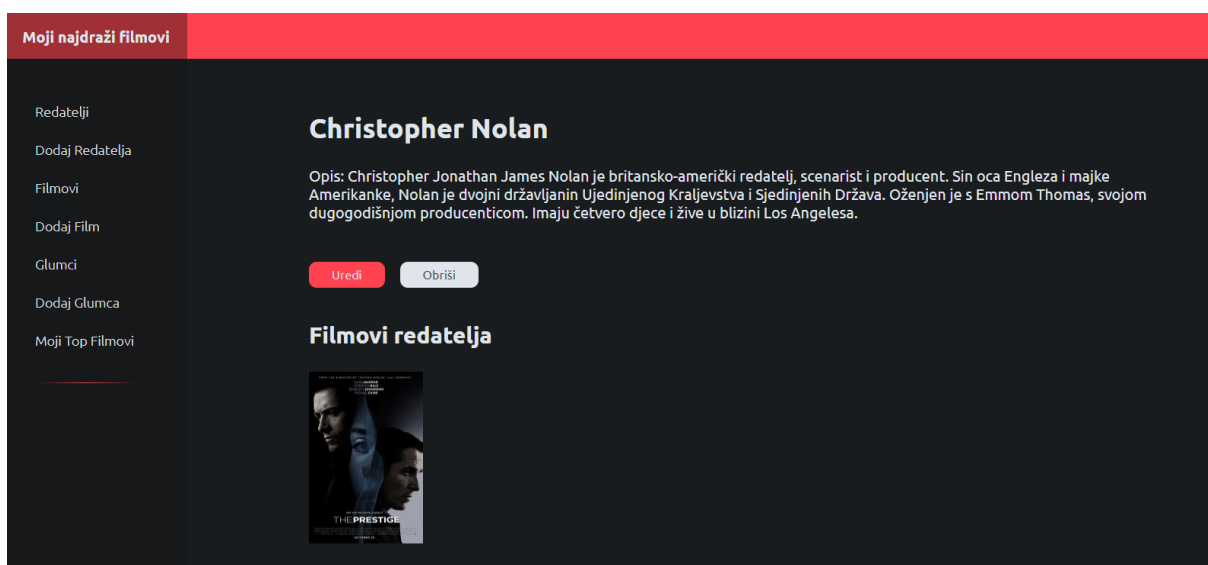 Moji najdraži filmovi
Redatelji
Dodaj Redatelja
Filmovi
Dodaj Film
Glumci
Dodaj Glumca
Moji Top Filmovi
Christopher Nolan
Opis: Christopher Jonathan James Nolan je britansko-američki redatelj, scenarist i producent. Sin oca Engleza i majke
Amerikanke, Nolan je dvojni državljanin Ujedinjenog Kraljevstva i Sjedinjenih Država. Oženjen je s Emmom Thomas, svojom
dugogodišnjom producenticom. Imaju četvero djece i žive u blizini Los Angelesa.
Uredi Obriši
Filmovi redatelja
THE PRESTIGE